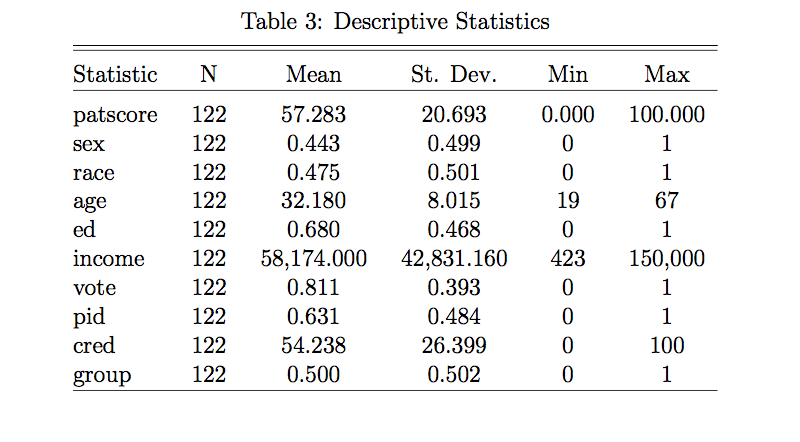 Table 3: Descriptive Statistics
Statistic N Mean St. Dev. Min Max
patscore 122 57.283 20.693 0.000 100.000
sex 122 0.443 0.499 0 1
race 122 0.475 0.501 0 1
age 122 32.180 8.015 19 67
ed 122 0.680 0.468 0 1
income 122 58,174.000 42,831.160 423 150,000
vote 122 0.811 0.393 0 1
pid 122 0.631 0.484 0 1
cred 122 54.238 26.399 0 100
group 122 0.500 0.502 0 1